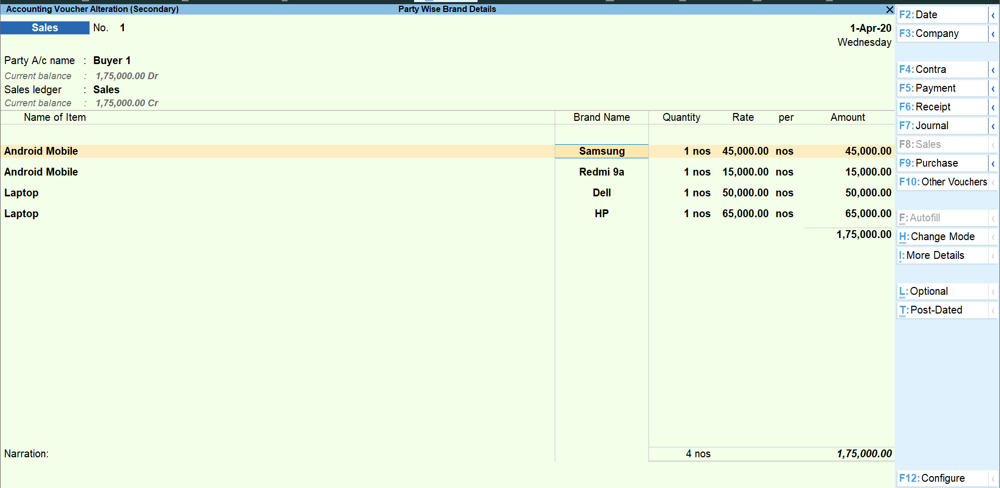 Accounting Voucher Alteration (Secondary) Party Wise Brand Details ×
Sales No. 1 1-Apr-20
Wednesday
Party A/c name : Buyer 1
Current balance : 1,75,000.00 Dr
Sales ledger : Sales
Current balance : 1,75,000.00 Cr
Name of Item Brand Name Quantity Rate per Amount
Android Mobile Samsung 1 nos 45,000.00 nos 45,000.00
Android Mobile Redmi 9a 1 nos 15,000.00 nos 15,000.00
Laptop Dell 1 nos 50,000.00 nos 50,000.00
Laptop HP 1 nos 65,000.00 nos 65,000.00
1,75,000.00
Narration: 4 nos 1,75,000.00
F2: Date ‹
F3: Company ‹
F4: Contra ‹
F5: Payment ‹
F6: Receipt ‹
F7: Journal ‹
F8: Sales ‹
F9: Purchase ‹
F10: Other Vouchers ‹
F: Autofill ‹
H: Change Mode ‹
I: More Details ‹
L: Optional ‹
T: Post-Dated ‹
F12: Configure ‹